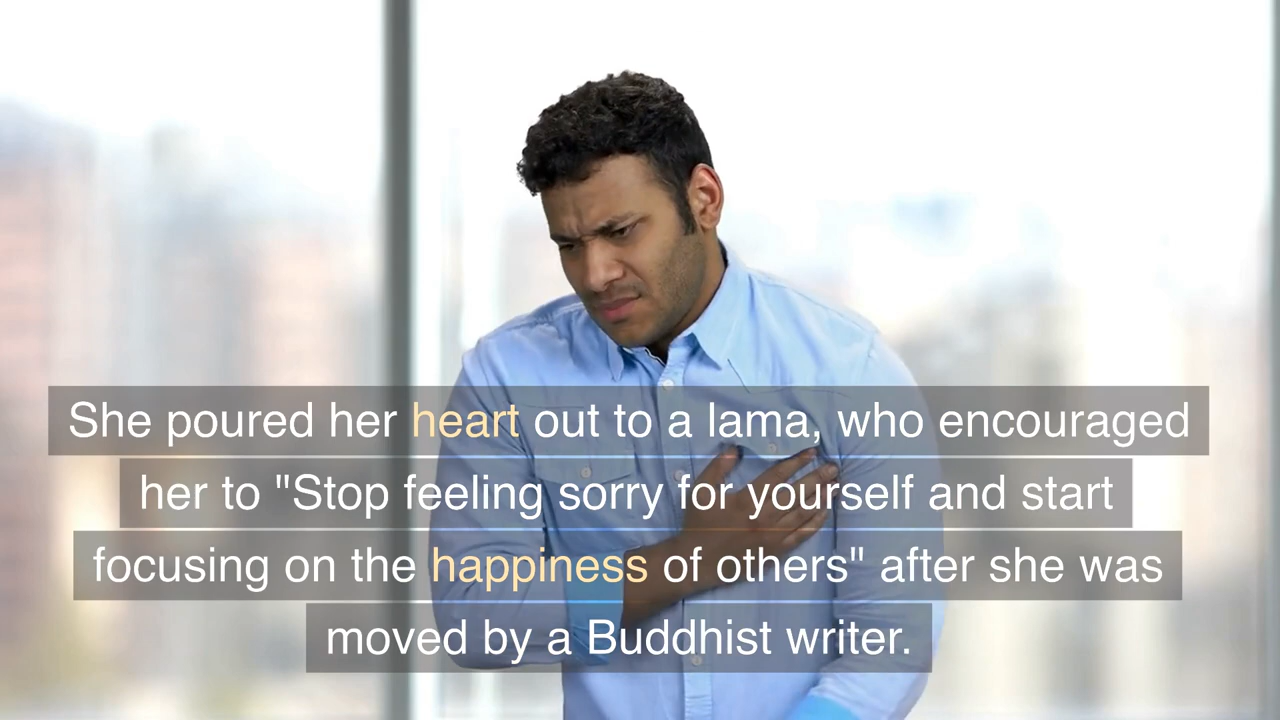 She poured her heart out to a lama, who encouraged
her to "Stop feeling sorry for yourself and start
focusing on the happiness of others" after she was
moved by a Buddhist writer.